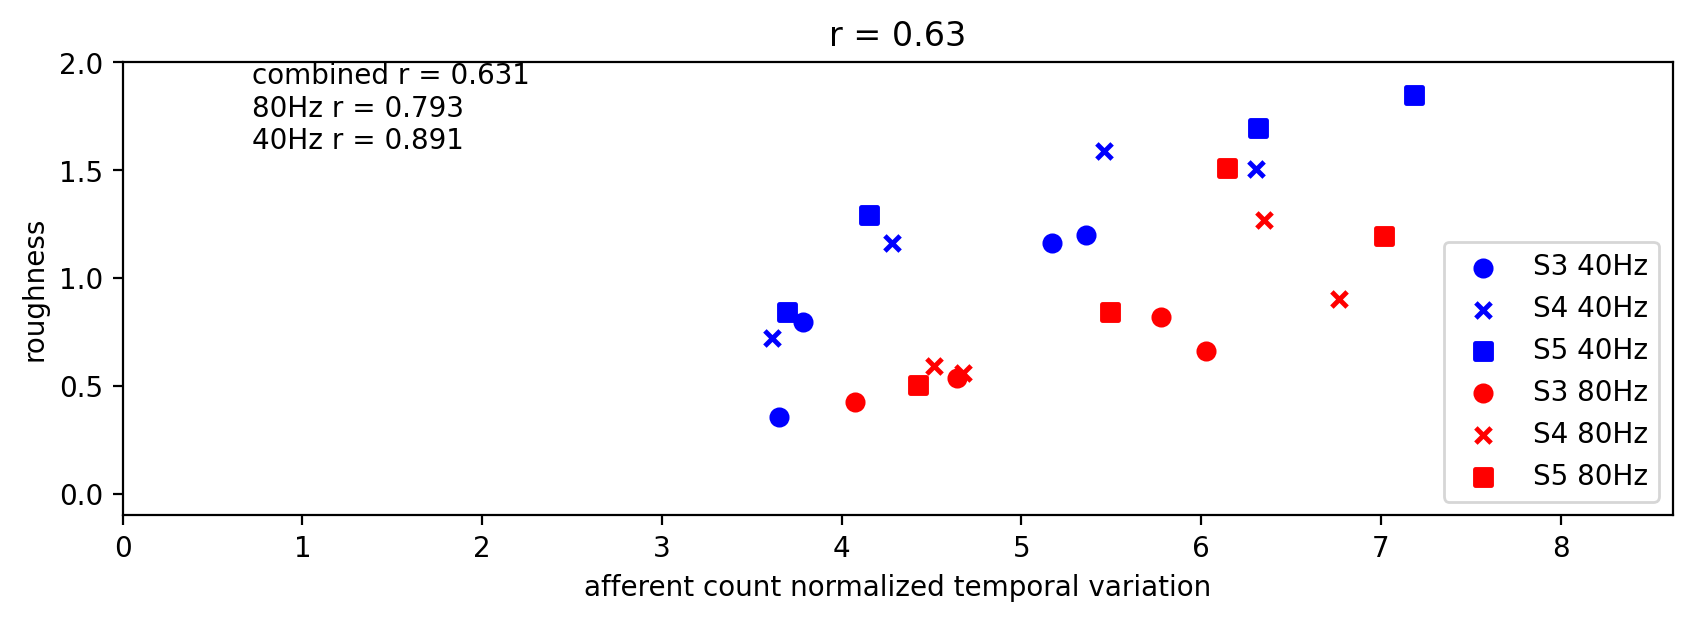 r = 0.63
combined r = 0.631
80Hz r = 0.793
40Hz r = 0.891
2.0
1.5
1.0
0.5
0.0
roughness
S3 40Hz
S4 40Hz
S5 40Hz
S3 80Hz
S4 80Hz
S5 80Hz
0 1 2 3 4 5 6 7 8
afferent count normalized temporal variation